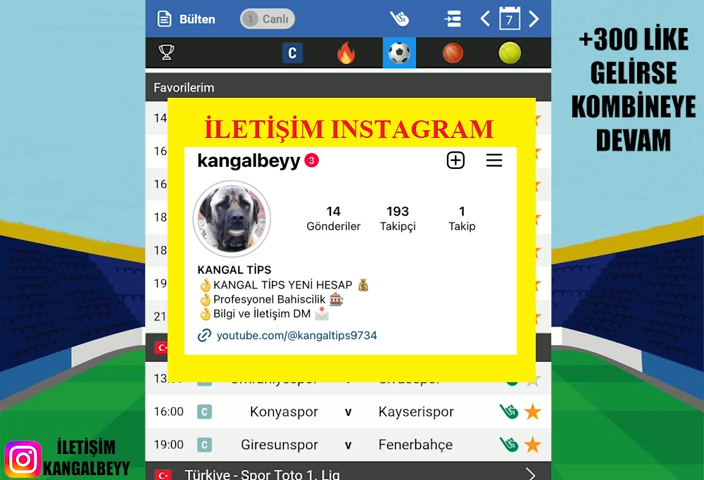 Bülten
1 Canlı
7
C
Favorilerim
14
16
16
18
18
19
21
İLETİŞİM INSTAGRAM
kangalbeyy 3
14 193 1
Gönderiler Takipçi Takip
KANGAL TİPS
👌KANGAL TİPS YENİ HESAP 💰
👌Profesyonel Bahiscilik 🎰
👌Bilgi ve İletişim DM 📩
youtube.com/@kangaltips9734
16:00 C Konyaspor v Kayserispor
19:00 C Giresunspor v Fenerbahçe
Türkiye - Spor Toto 1. Lig
+300 LİKE
GELİRSE
KOMBİNEYE
DEVAM
İLETİŞİM
KANGALBEYY